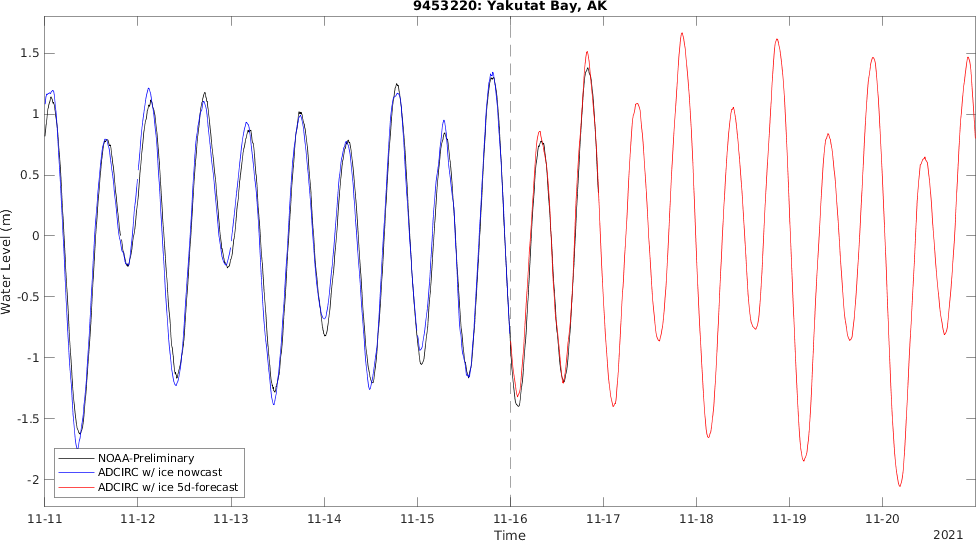 9453220: Yakutat Bay, AK
Water Level (m)
1.5
1
0.5
0
-0.5
-1
-1.5
-2
NOAA-Preliminary
ADCIRC w/ ice nowcast
ADCIRC w/ ice 5d-forecast
11-11 11-12 11-13 11-14 11-15 11-16 11-17 11-18 11-19 11-20
Time
2021